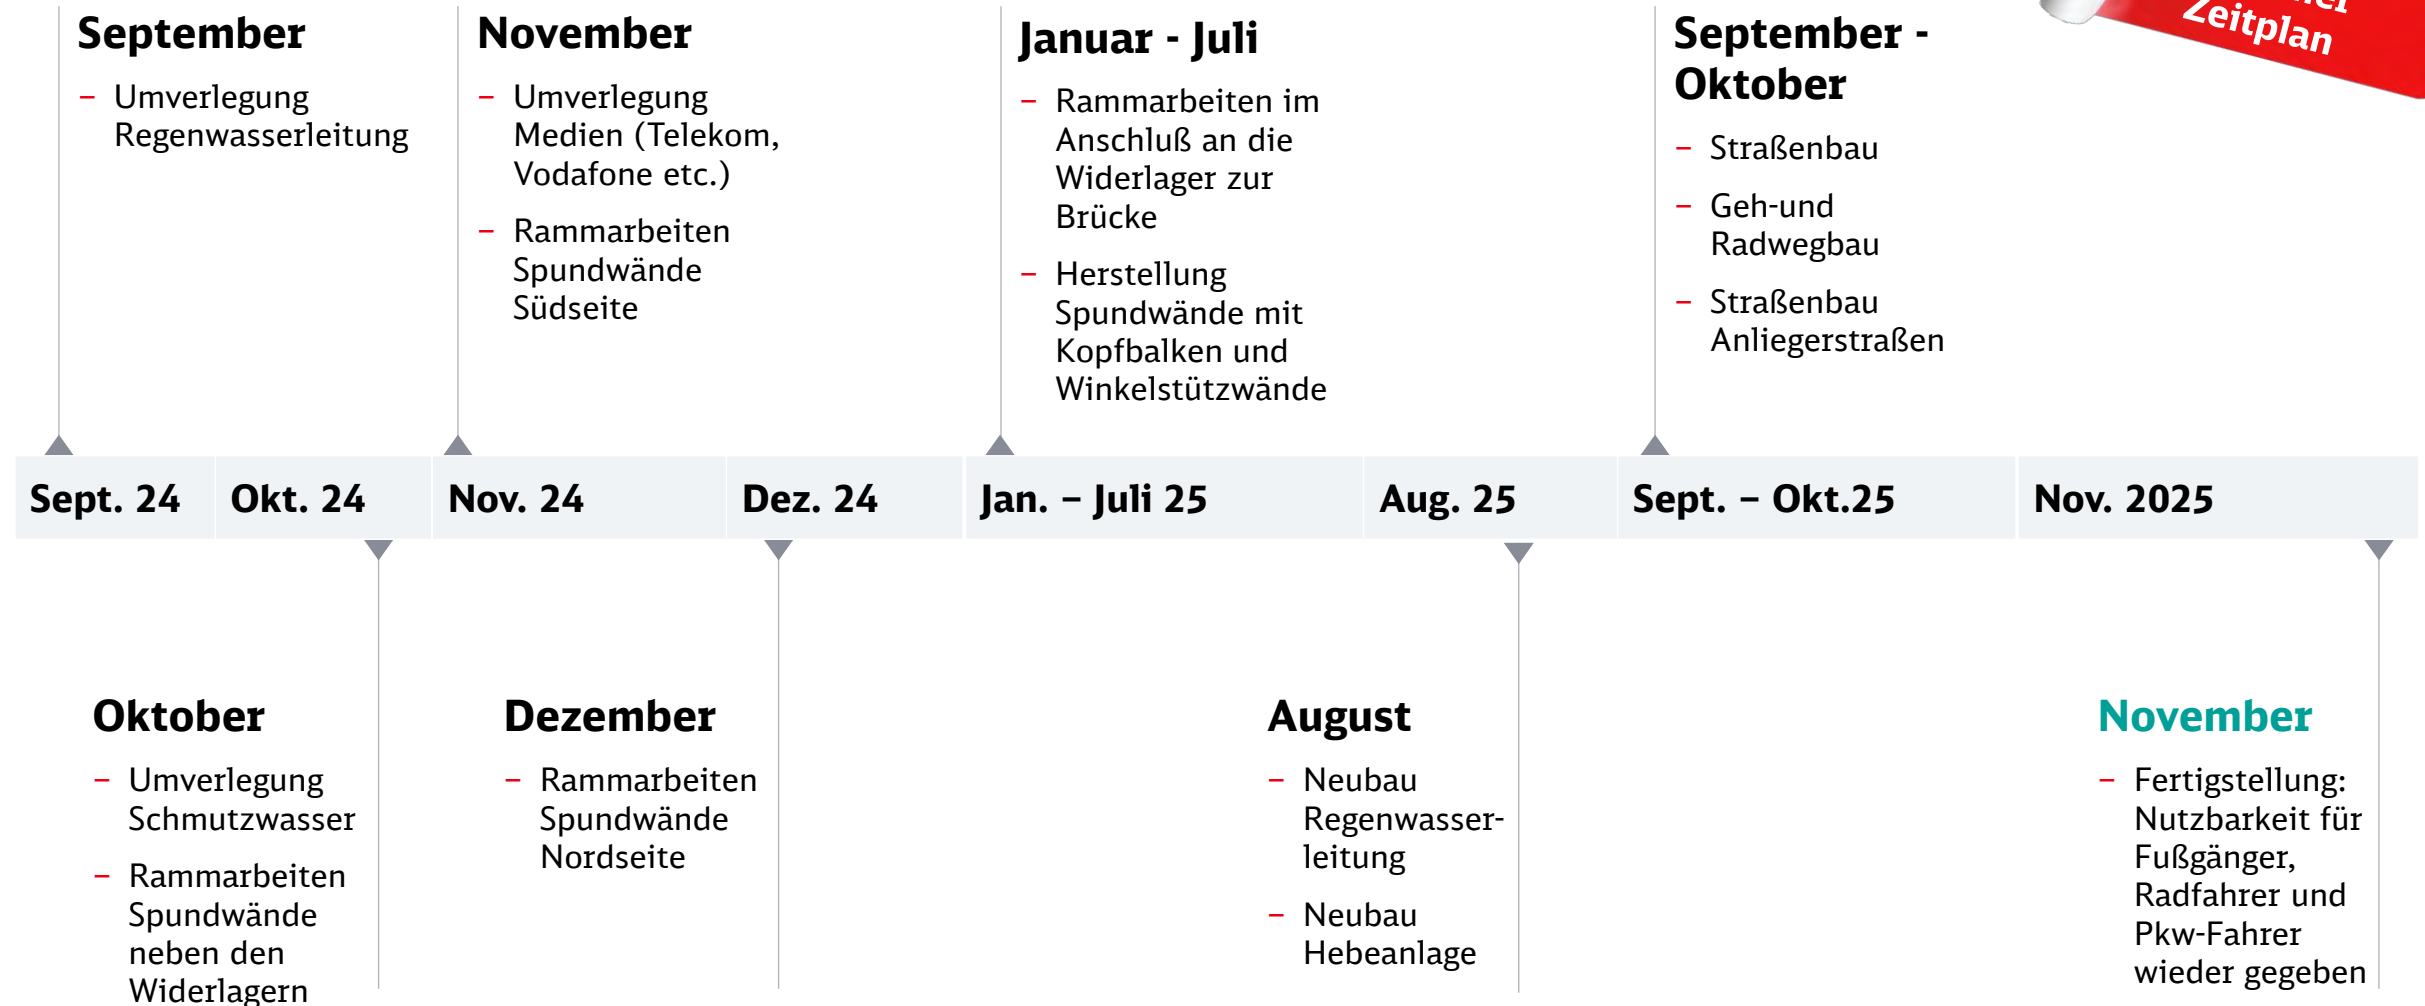 September
– Umverlegung
Regenwasserleitung
November
– Umverlegung
Medien (Telekom,
Vodafone etc.)
– Rammarbeiten
Spundwände
Südseite
Januar - Juli
– Rammarbeiten im
Anschluß an die
Widerlager zur
Brücke
– Herstellung
Spundwände mit
Kopfbalken und
Winkelstützwände
September -
Oktober
– Straßenbau
– Geh-und
Radwegbau
– Straßenbau
Anliegerstraßen
Zeitplan
Sept. 24
Okt. 24
Nov. 24
Dez. 24
Jan. – Juli 25
Aug. 25
Sept. – Okt.25
Nov. 2025
Oktober
– Umverlegung
Schmutzwasser
– Rammarbeiten
Spundwände
neben den
Widerlagern
Dezember
– Rammarbeiten
Spundwände
Nordseite
August
– Neubau
Regenwasser-
leitung
– Neubau
Hebeanlage
November
– Fertigstellung:
Nutzbarkeit für
Fußgänger,
Radfahrer und
Pkw-Fahrer
wieder gegeben